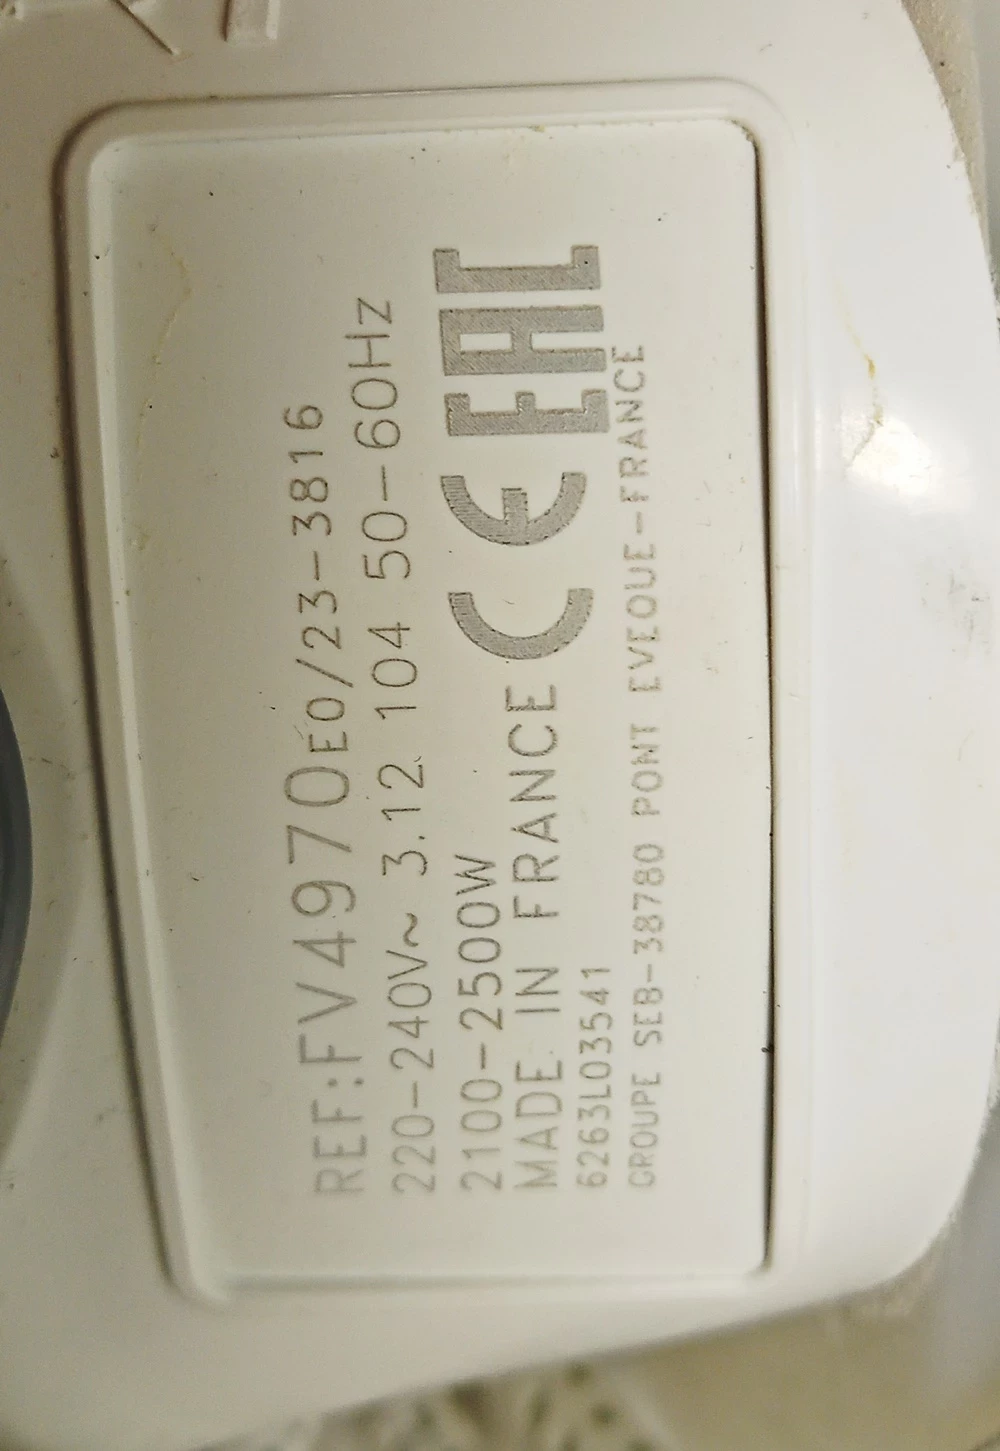 REF:FV4970E0/23-3816
220-240V~ 3.12 104 50-60Hz
2100-2500W
MADE IN FRANCE CE EAC
6263L03541
GROUPE SEB-38780 PONT EVEQUE-FRANCE